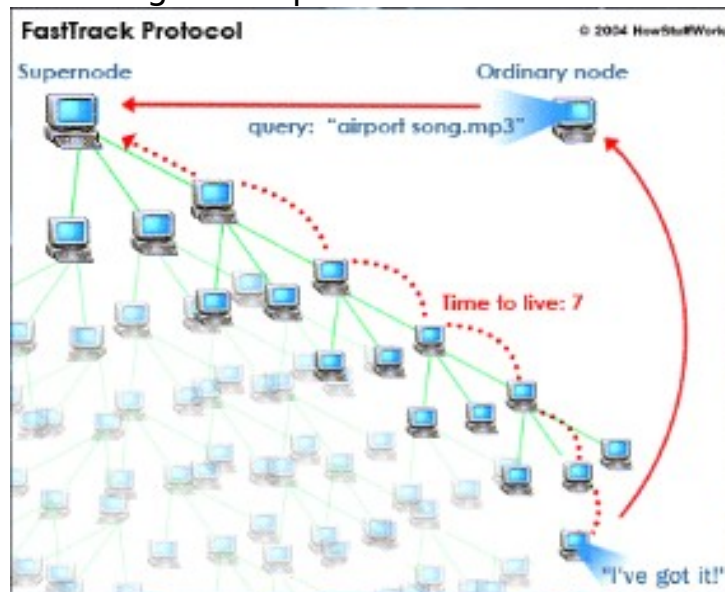 FastTrack Protocol
© 2004 HowStuffWorks
Supernode
Ordinary node
query: "airport song.mp3"
Time to live: 7
"I've got it!"